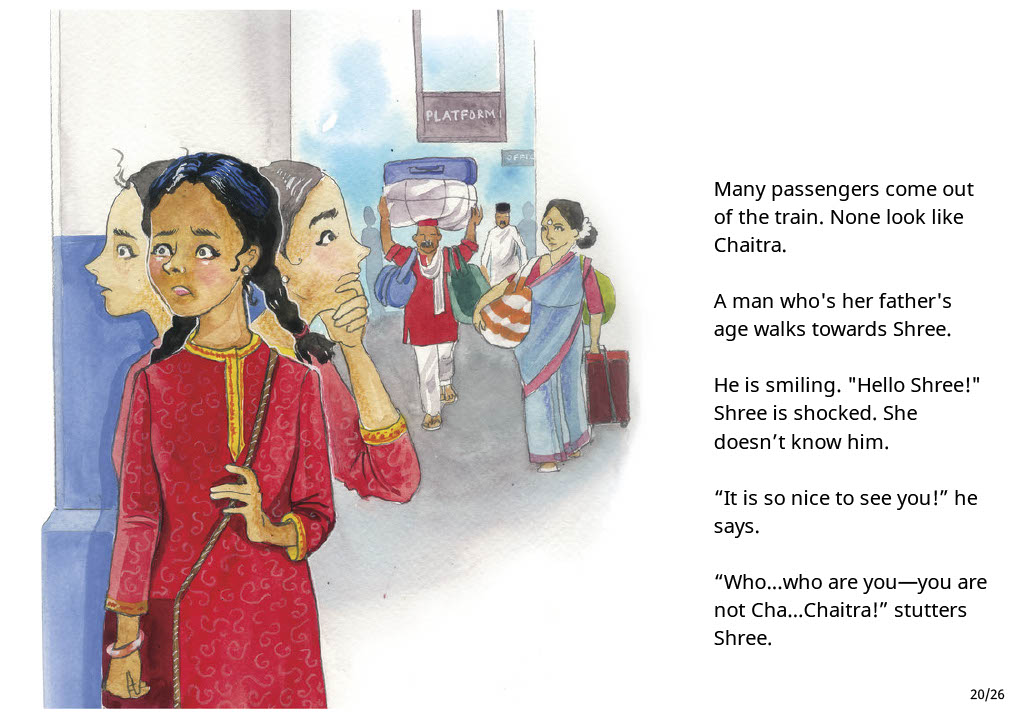 PLATFORM
OFFIC
Many passengers come out
of the train. None look like
Chaitra.
A man who's her father's
age walks towards Shree.
He is smiling. "Hello Shree!"
Shree is shocked. She
doesn’t know him.
“It is so nice to see you!” he
says.
“Who...who are you—you are
not Cha...Chaitra!” stutters
Shree.
20/26